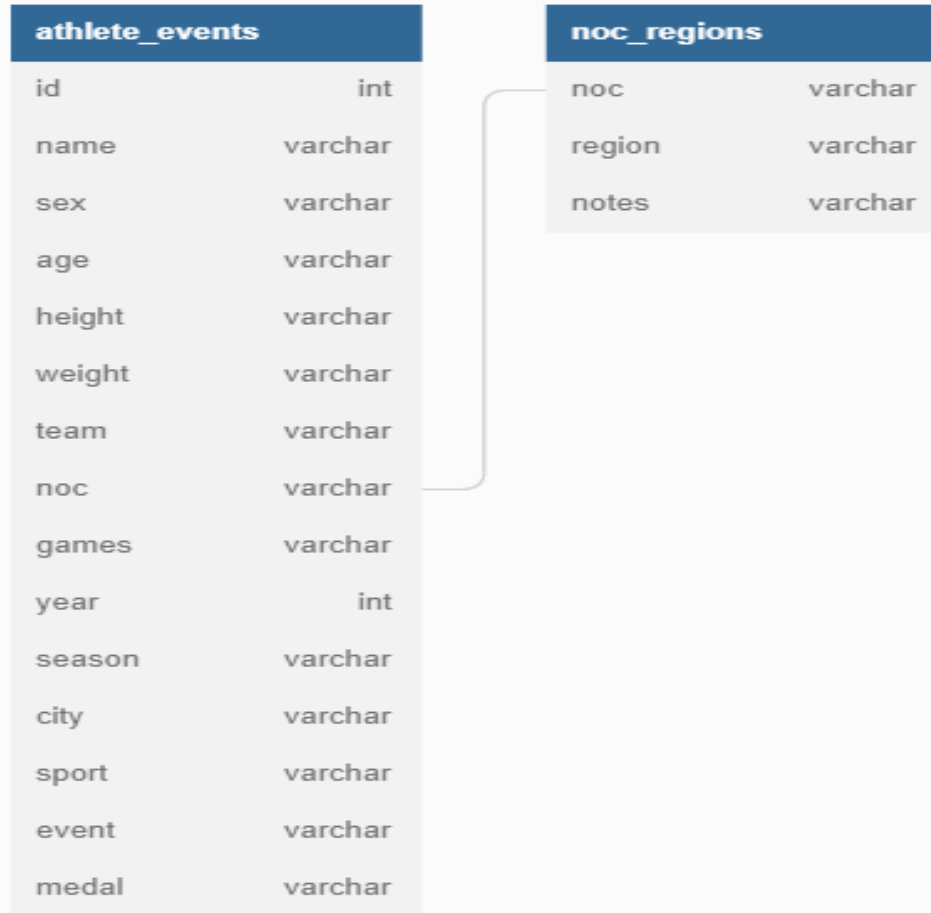 athlete_events
id int
name varchar
sex varchar
age varchar
height varchar
weight varchar
team varchar
noc varchar
games varchar
year int
season varchar
city varchar
sport varchar
event varchar
medal varchar
noc_regions
noc varchar
region varchar
notes varchar